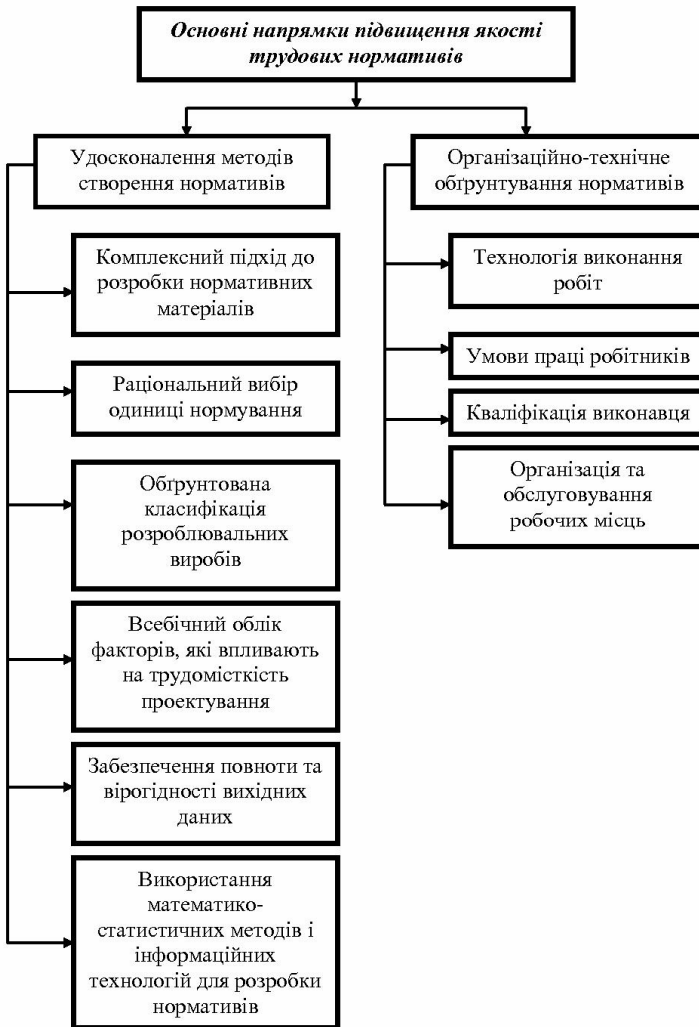 Основні напрямки підвищення якості
трудових нормативів
Удосконалення методів
створення нормативів
Комплексний підхід до
розробки нормативних
матеріалів
Раціональний вибір
одиниці нормування
Обґрунтована
класифікація
розроблювальних
виробів
Всебічний облік
факторів, які впливають
на трудомісткість
проектування
Забезпечення повноти та
вірогідності вихідних
даних
Використання
математико-
статистичних методів і
інформаційних
технологій для розробки
нормативів
Організаційно-технічне
обґрунтування нормативів
Технологія виконання
робіт
Умови праці робітників
Кваліфікація виконавця
Організація та
обслуговування
робочих місць